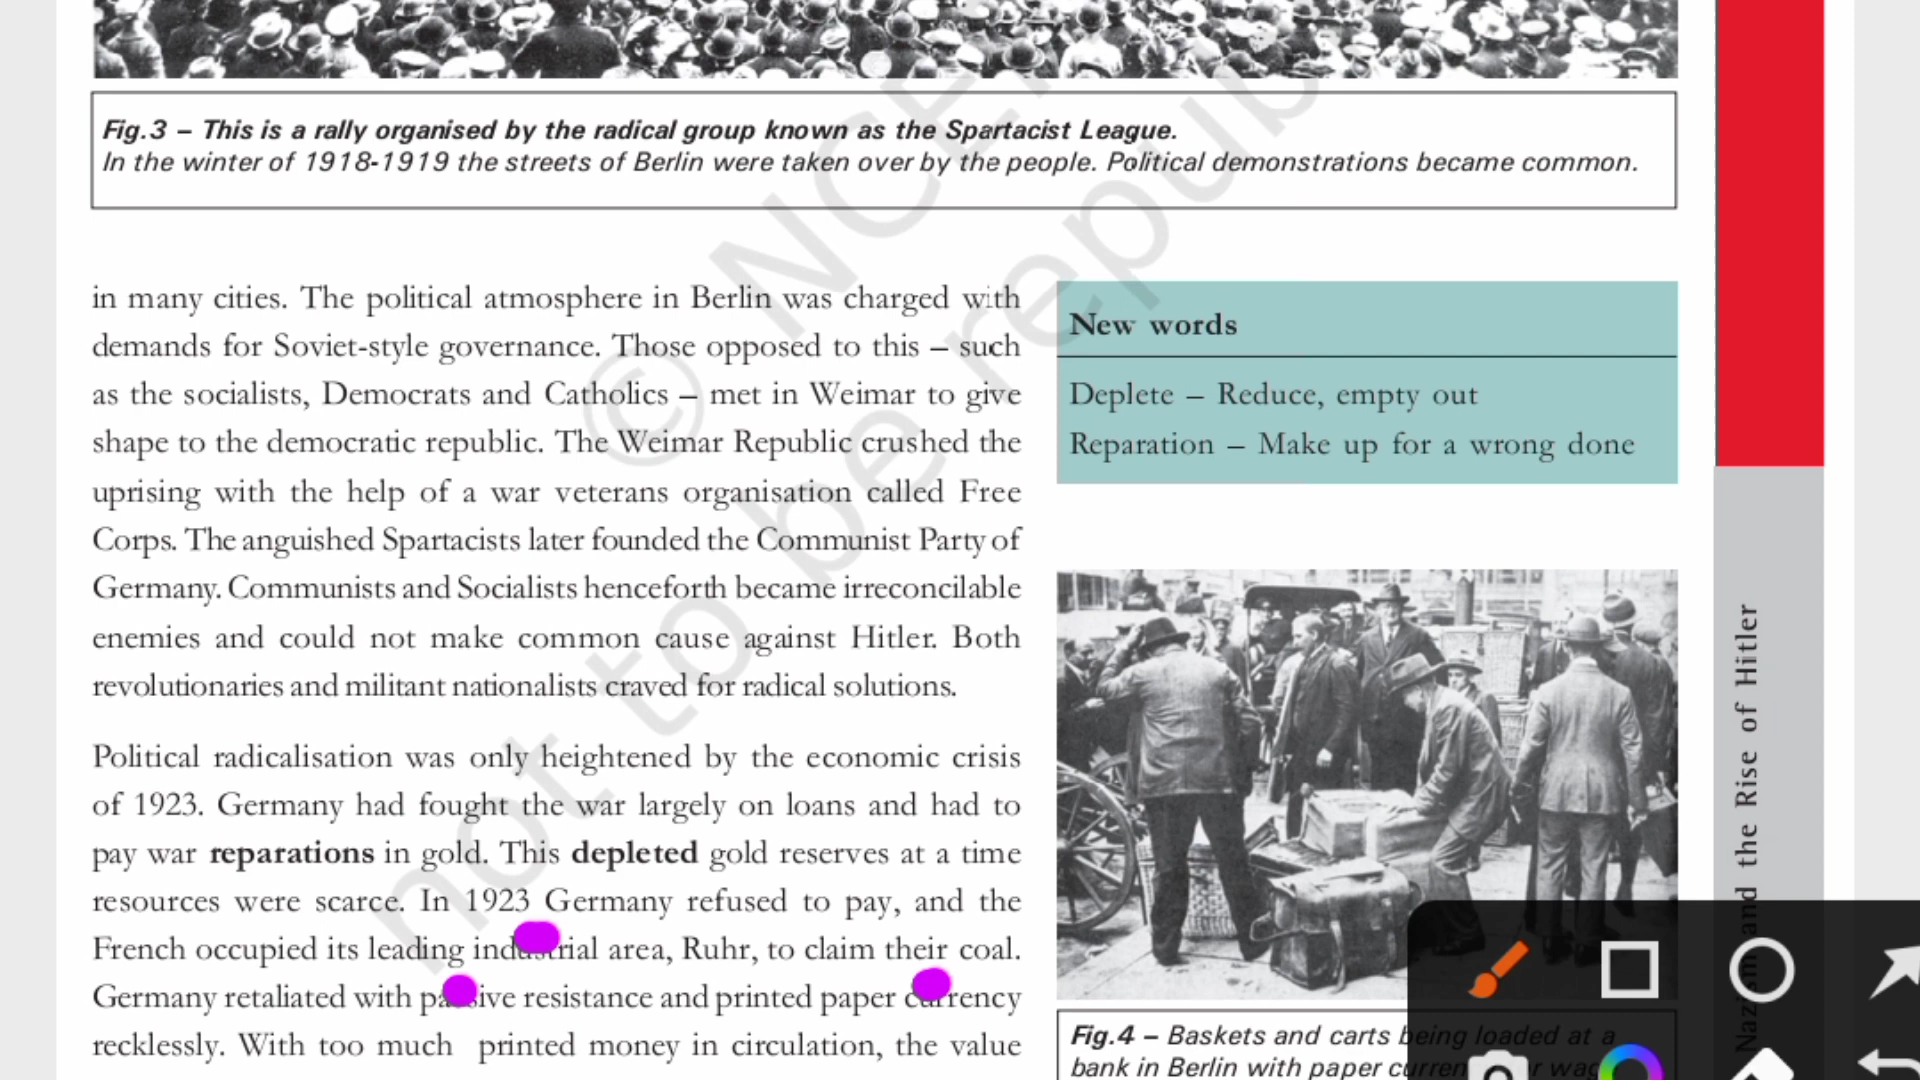 Fig.3 – This is a rally organised by the radical group known as the Spartacist League.
In the winter of 1918-1919 the streets of Berlin were taken over by the people. Political demonstrations became common.
in many cities. The political atmosphere in Berlin was charged with
demands for Soviet-style governance. Those opposed to this – such
as the socialists, Democrats and Catholics – met in Weimar to give
shape to the democratic republic. The Weimar Republic crushed the
uprising with the help of a war veterans organisation called Free
Corps. The anguished Spartacists later founded the Communist Party of
Germany. Communists and Socialists henceforth became irreconcilable
enemies and could not make common cause against Hitler. Both
revolutionaries and militant nationalists craved for radical solutions.
Political radicalisation was only heightened by the economic crisis
of 1923. Germany had fought the war largely on loans and had to
pay war reparations in gold. This depleted gold reserves at a time
resources were scarce. In 1923 Germany refused to pay, and the
French occupied its leading industrial area, Ruhr, to claim their coal.
Germany retaliated with passive resistance and printed paper currency
recklessly. With too much printed money in circulation, the value
New words
Deplete – Reduce, empty out
Reparation – Make up for a wrong done
Fig.4 – Baskets and carts being loaded at a
bank in Berlin with paper
Nazism and the Rise of Hitler
© NCE
not to be repub